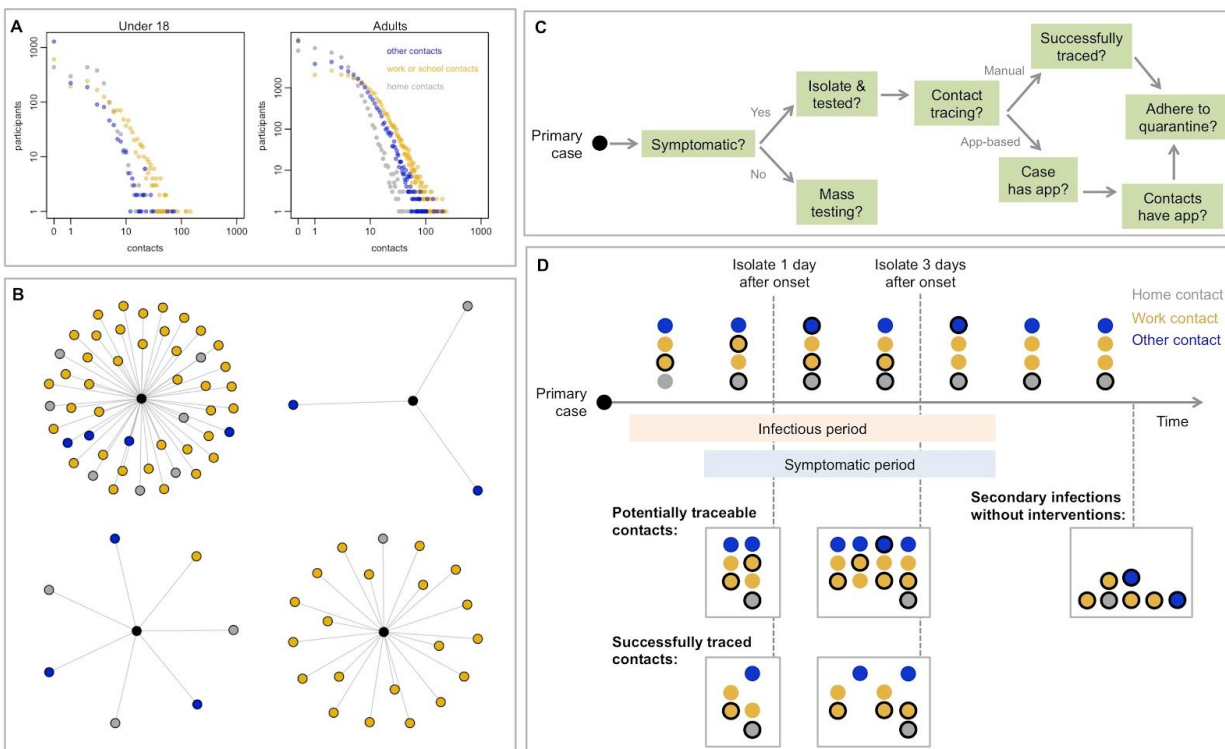 A
Under 18
Adults
other contacts
work or school contacts
home contacts
participants
1000
100
10
1
0
1
10
100
1000
contacts
participants
1000
100
10
1
0
1
10
100
1000
contacts
B
C
Primary
case
Symptomatic?
Yes
No
Isolate &
tested?
Mass
testing?
Contact
tracing?
Manual
App-based
Successfully
traced?
Case
has app?
Contacts
have app?
Adhere to
quarantine?
D
Isolate 1 day
after onset
Isolate 3 days
after onset
Home contact
Work contact
Other contact
Primary
case
Time
Infectious period
Symptomatic period
Potentially traceable
contacts:
Secondary infections
without interventions:
Successfully traced
contacts: